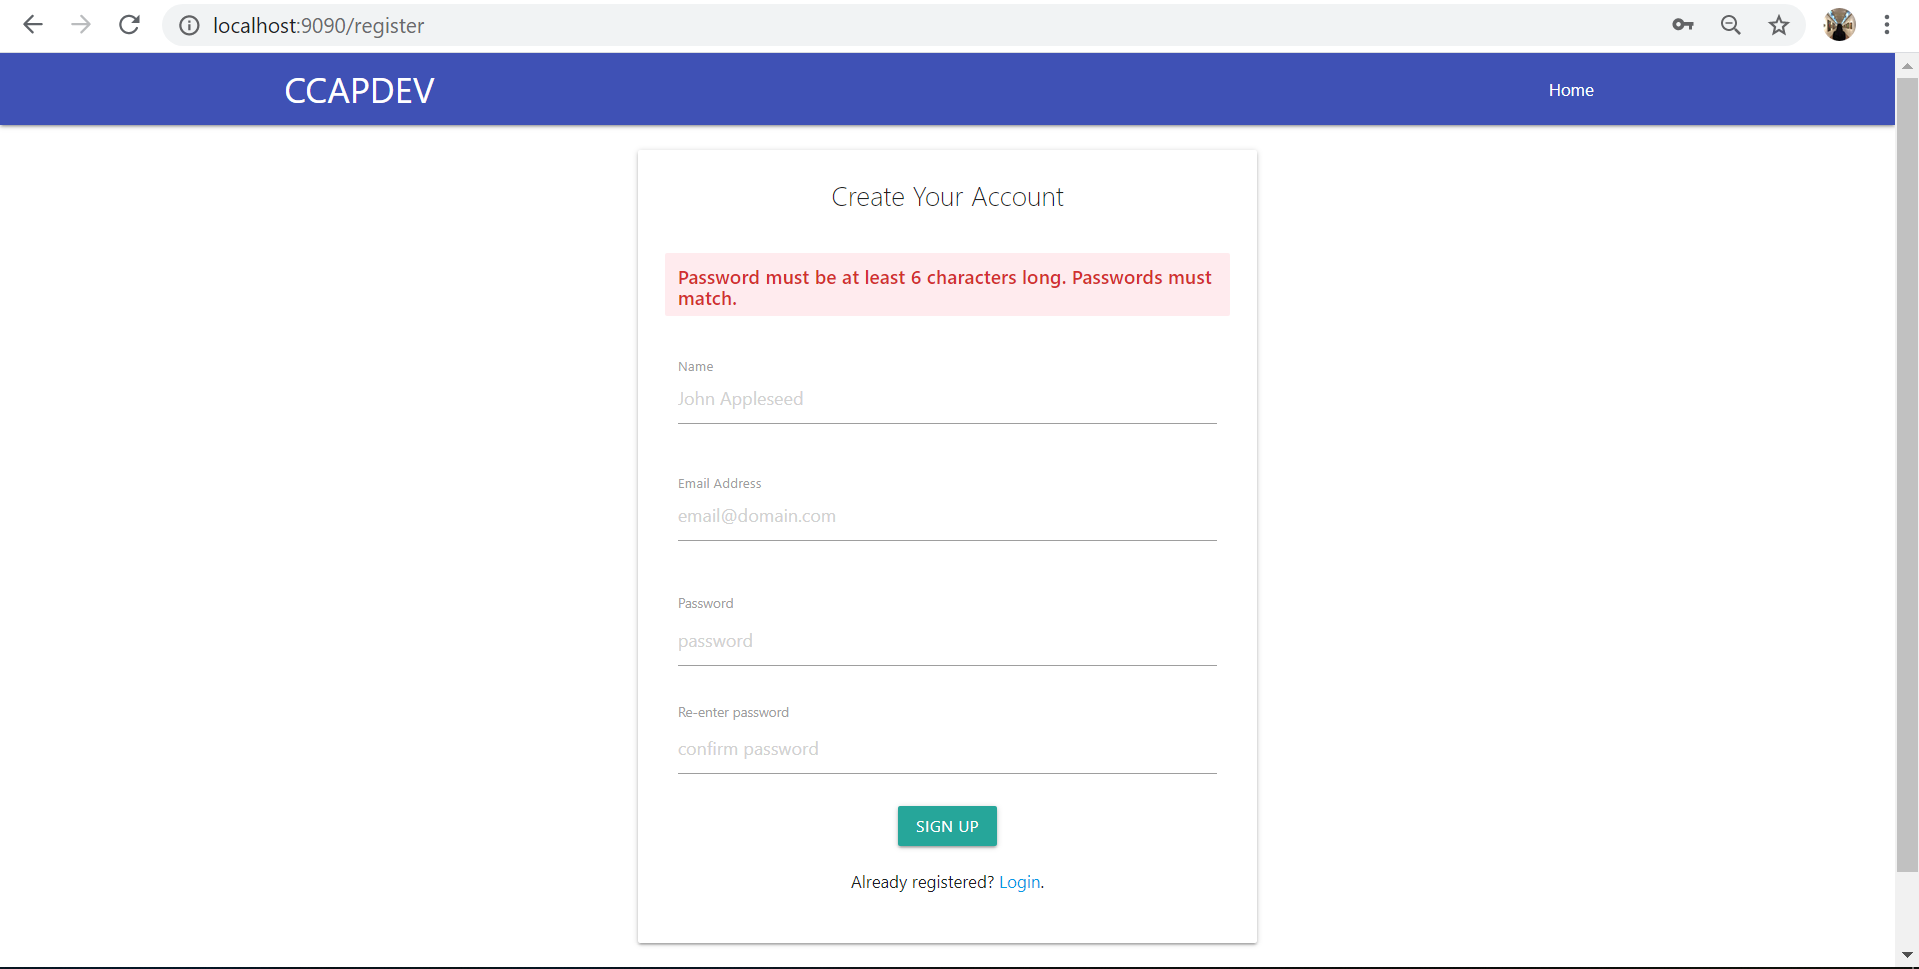 localhost:9090/register
CCAPDEV
Home
Create Your Account
Password must be at least 6 characters long. Passwords must
match.
Name
John Appleseed
Email Address
email@domain.com
Password
password
Re-enter password
confirm password
SIGN UP
Already registered? Login.